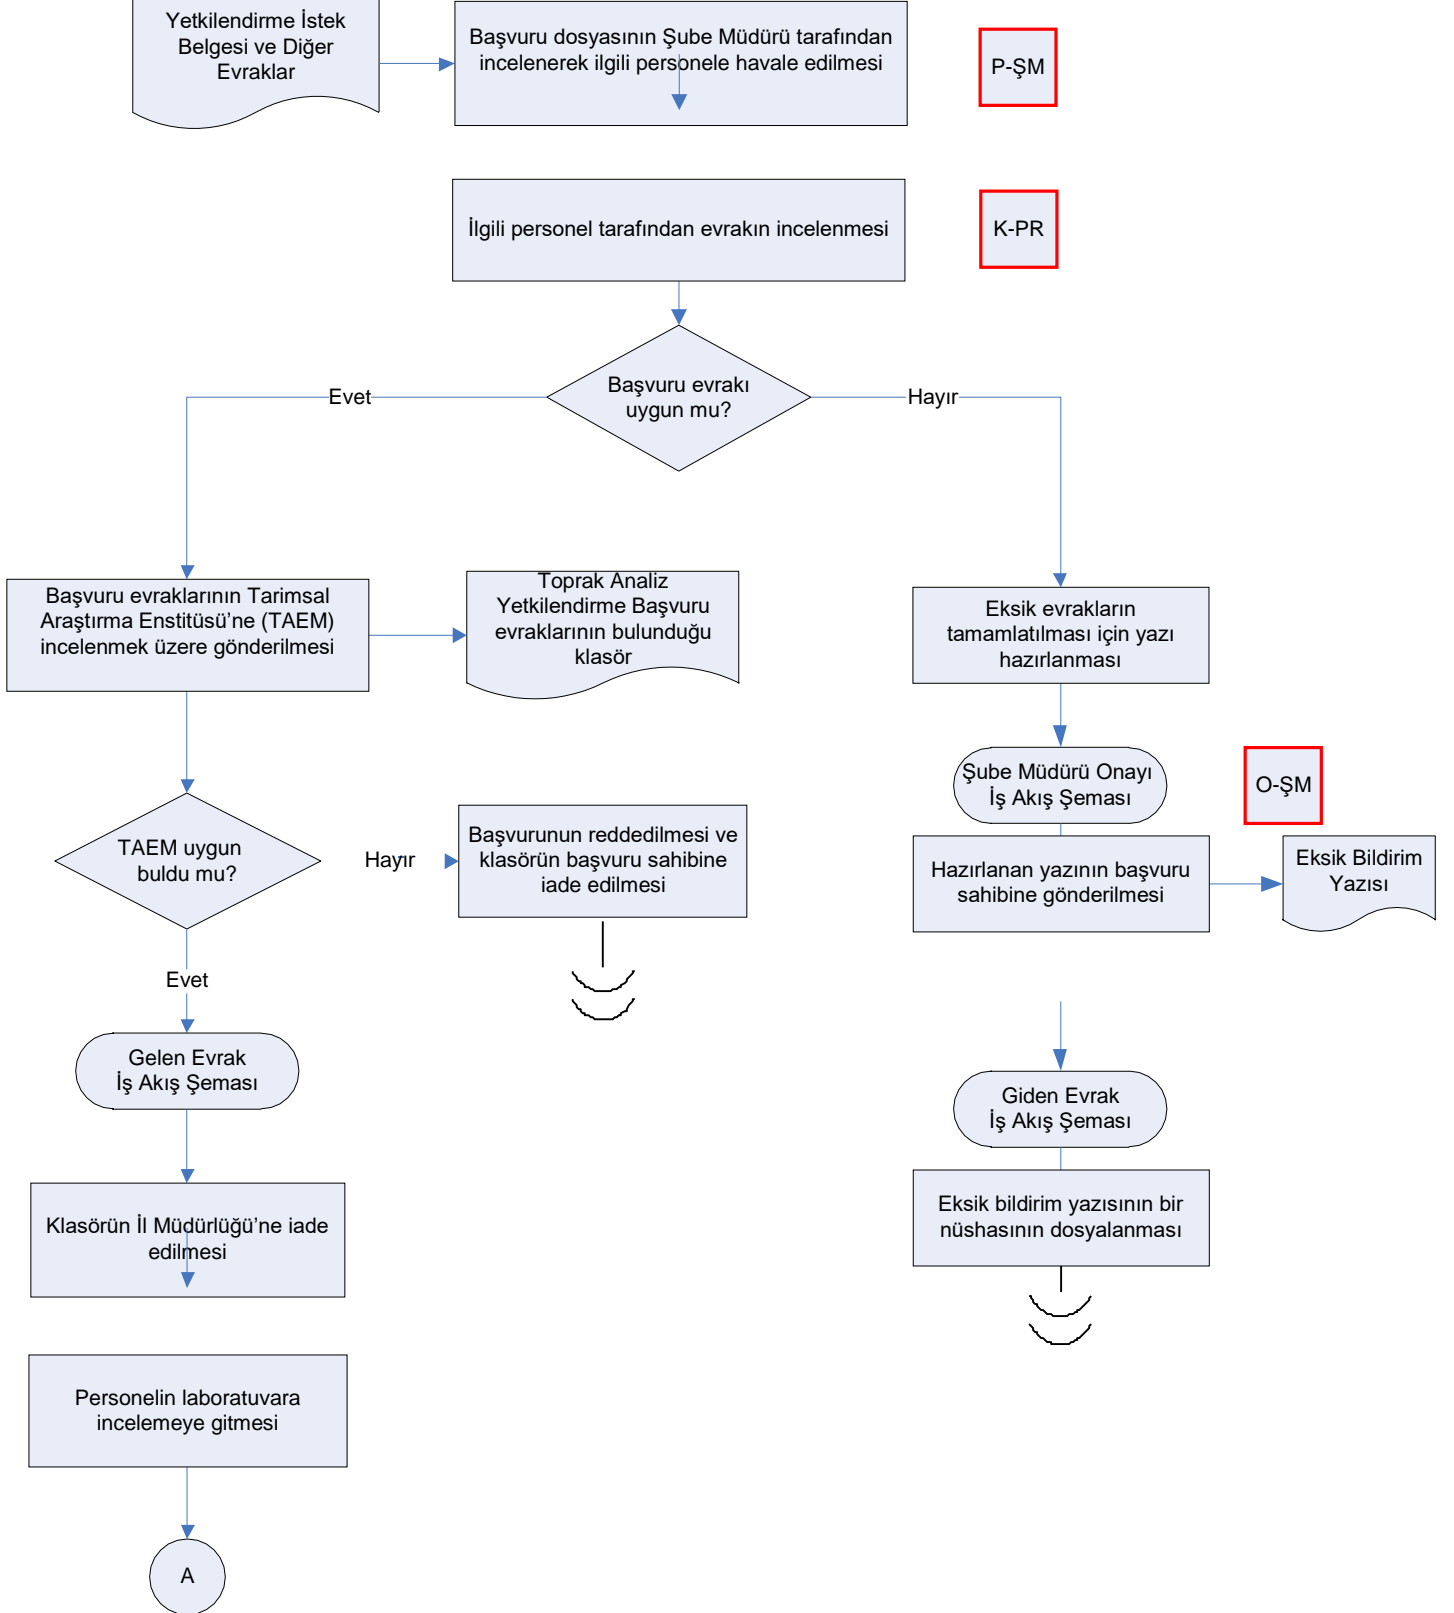 Yetkilendirme İstek
Belgesi ve Diğer
Evraklar
Başvuru dosyasının Şube Müdürü tarafından
incelenerek ilgili personele havale edilmesi
P-ŞM
İlgili personel tarafından evrakın incelenmesi
K-PR
Başvuru evrakı
uygun mu?
Evet
Hayır
Başvuru evraklarının Tarimsal
Araştırma Enstitüsü’ne (TAEM)
incelenmek üzere gönderilmesi
Toprak Analiz
Yetkilendirme Başvuru
evraklarının bulunduğu
klasör
Eksik evrakların
tamamlatılması için yazı
hazırlanması
Şube Müdürü Onayı
İş Akış Şeması
O-ŞM
TAEM uygun
buldu mu?
Hayır
Başvurunun reddedilmesi ve
klasörün başvuru sahibine
iade edilmesi
Hazırlanan yazının başvuru
sahibine gönderilmesi
Eksik Bildirim
Yazısı
Evet
Gelen Evrak
İş Akış Şeması
Giden Evrak
İş Akış Şeması
Klasörün İl Müdürlüğü’ne iade
edilmesi
Eksik bildirim yazısının bir
nüshasının dosyalanması
Personelin laboratuvara
incelemeye gitmesi
A